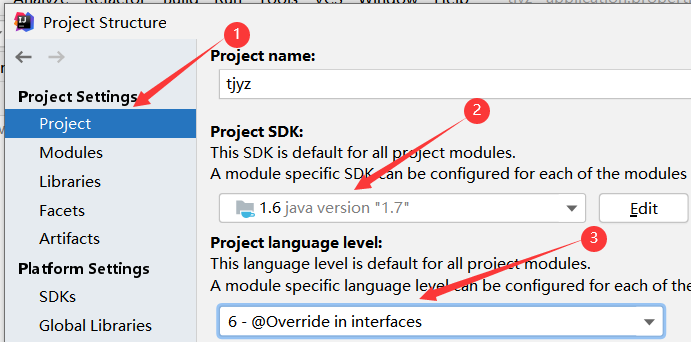 Project Structure
1
Project name:
tjyz
Project Settings
Project
Modules
Libraries
Facets
Artifacts
Platform Settings
SDKs
Global Libraries
2
Project SDK:
This SDK is default for all project modules.
A module specific SDK can be configured for each of the modules
1.6 java version "1.7"
Edit
3
Project language level:
This language level is default for all project modules.
A module specific language level can be configured for each of the
6 - @Override in interfaces